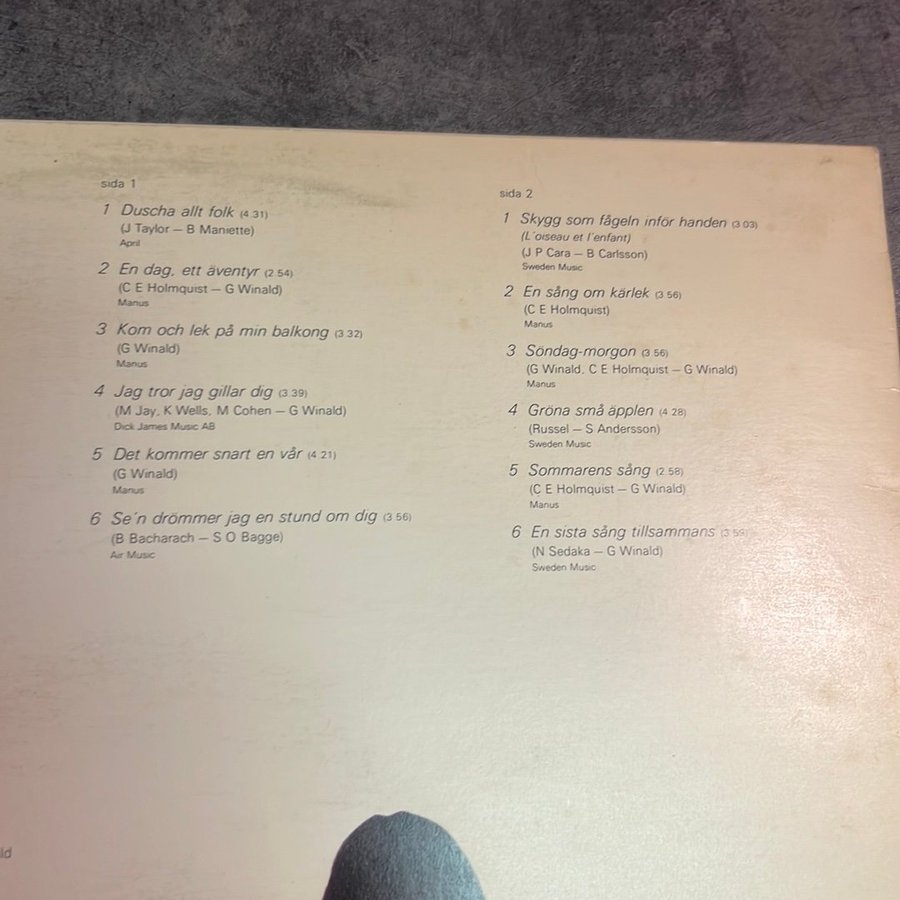 sida 1
1 Duscha allt folk (4.31)
(J Taylor – B Maniette)
April
2 En dag, ett äventyr (2.54)
(C E Holmquist – G Winald)
Manus
3 Kom och lek på min balkong (3.32)
(G Winald)
Manus
4 Jag tror jag gillar dig (3.39)
(M Jay, K Wells, M Cohen – G Winald)
Dick James Music AB
5 Det kommer snart en vår (4.21)
(G Winald)
Manus
6 Se'n drömmer jag en stund om dig (3.56)
(B Bacharach – S O Bagge)
Air Music
sida 2
1 Skygg som fågeln inför handen (3.03)
(L'oiseau et l'enfant)
(J P Cara – B Carlsson)
Sweden Music
2 En sång om kärlek (3.56)
(C E Holmquist)
Manus
3 Söndag-morgon (3.56)
(G Winald, C E Holmquist – G Winald)
Manus
4 Gröna små äpplen (4.28)
(Russel – S Andersson)
Sweden Music
5 Sommarens sång (2.58)
(C E Holmquist – G Winald)
Manus
6 En sista sång tillsammans (3.59)
(N Sedaka – G Winald)
Sweden Music
ld